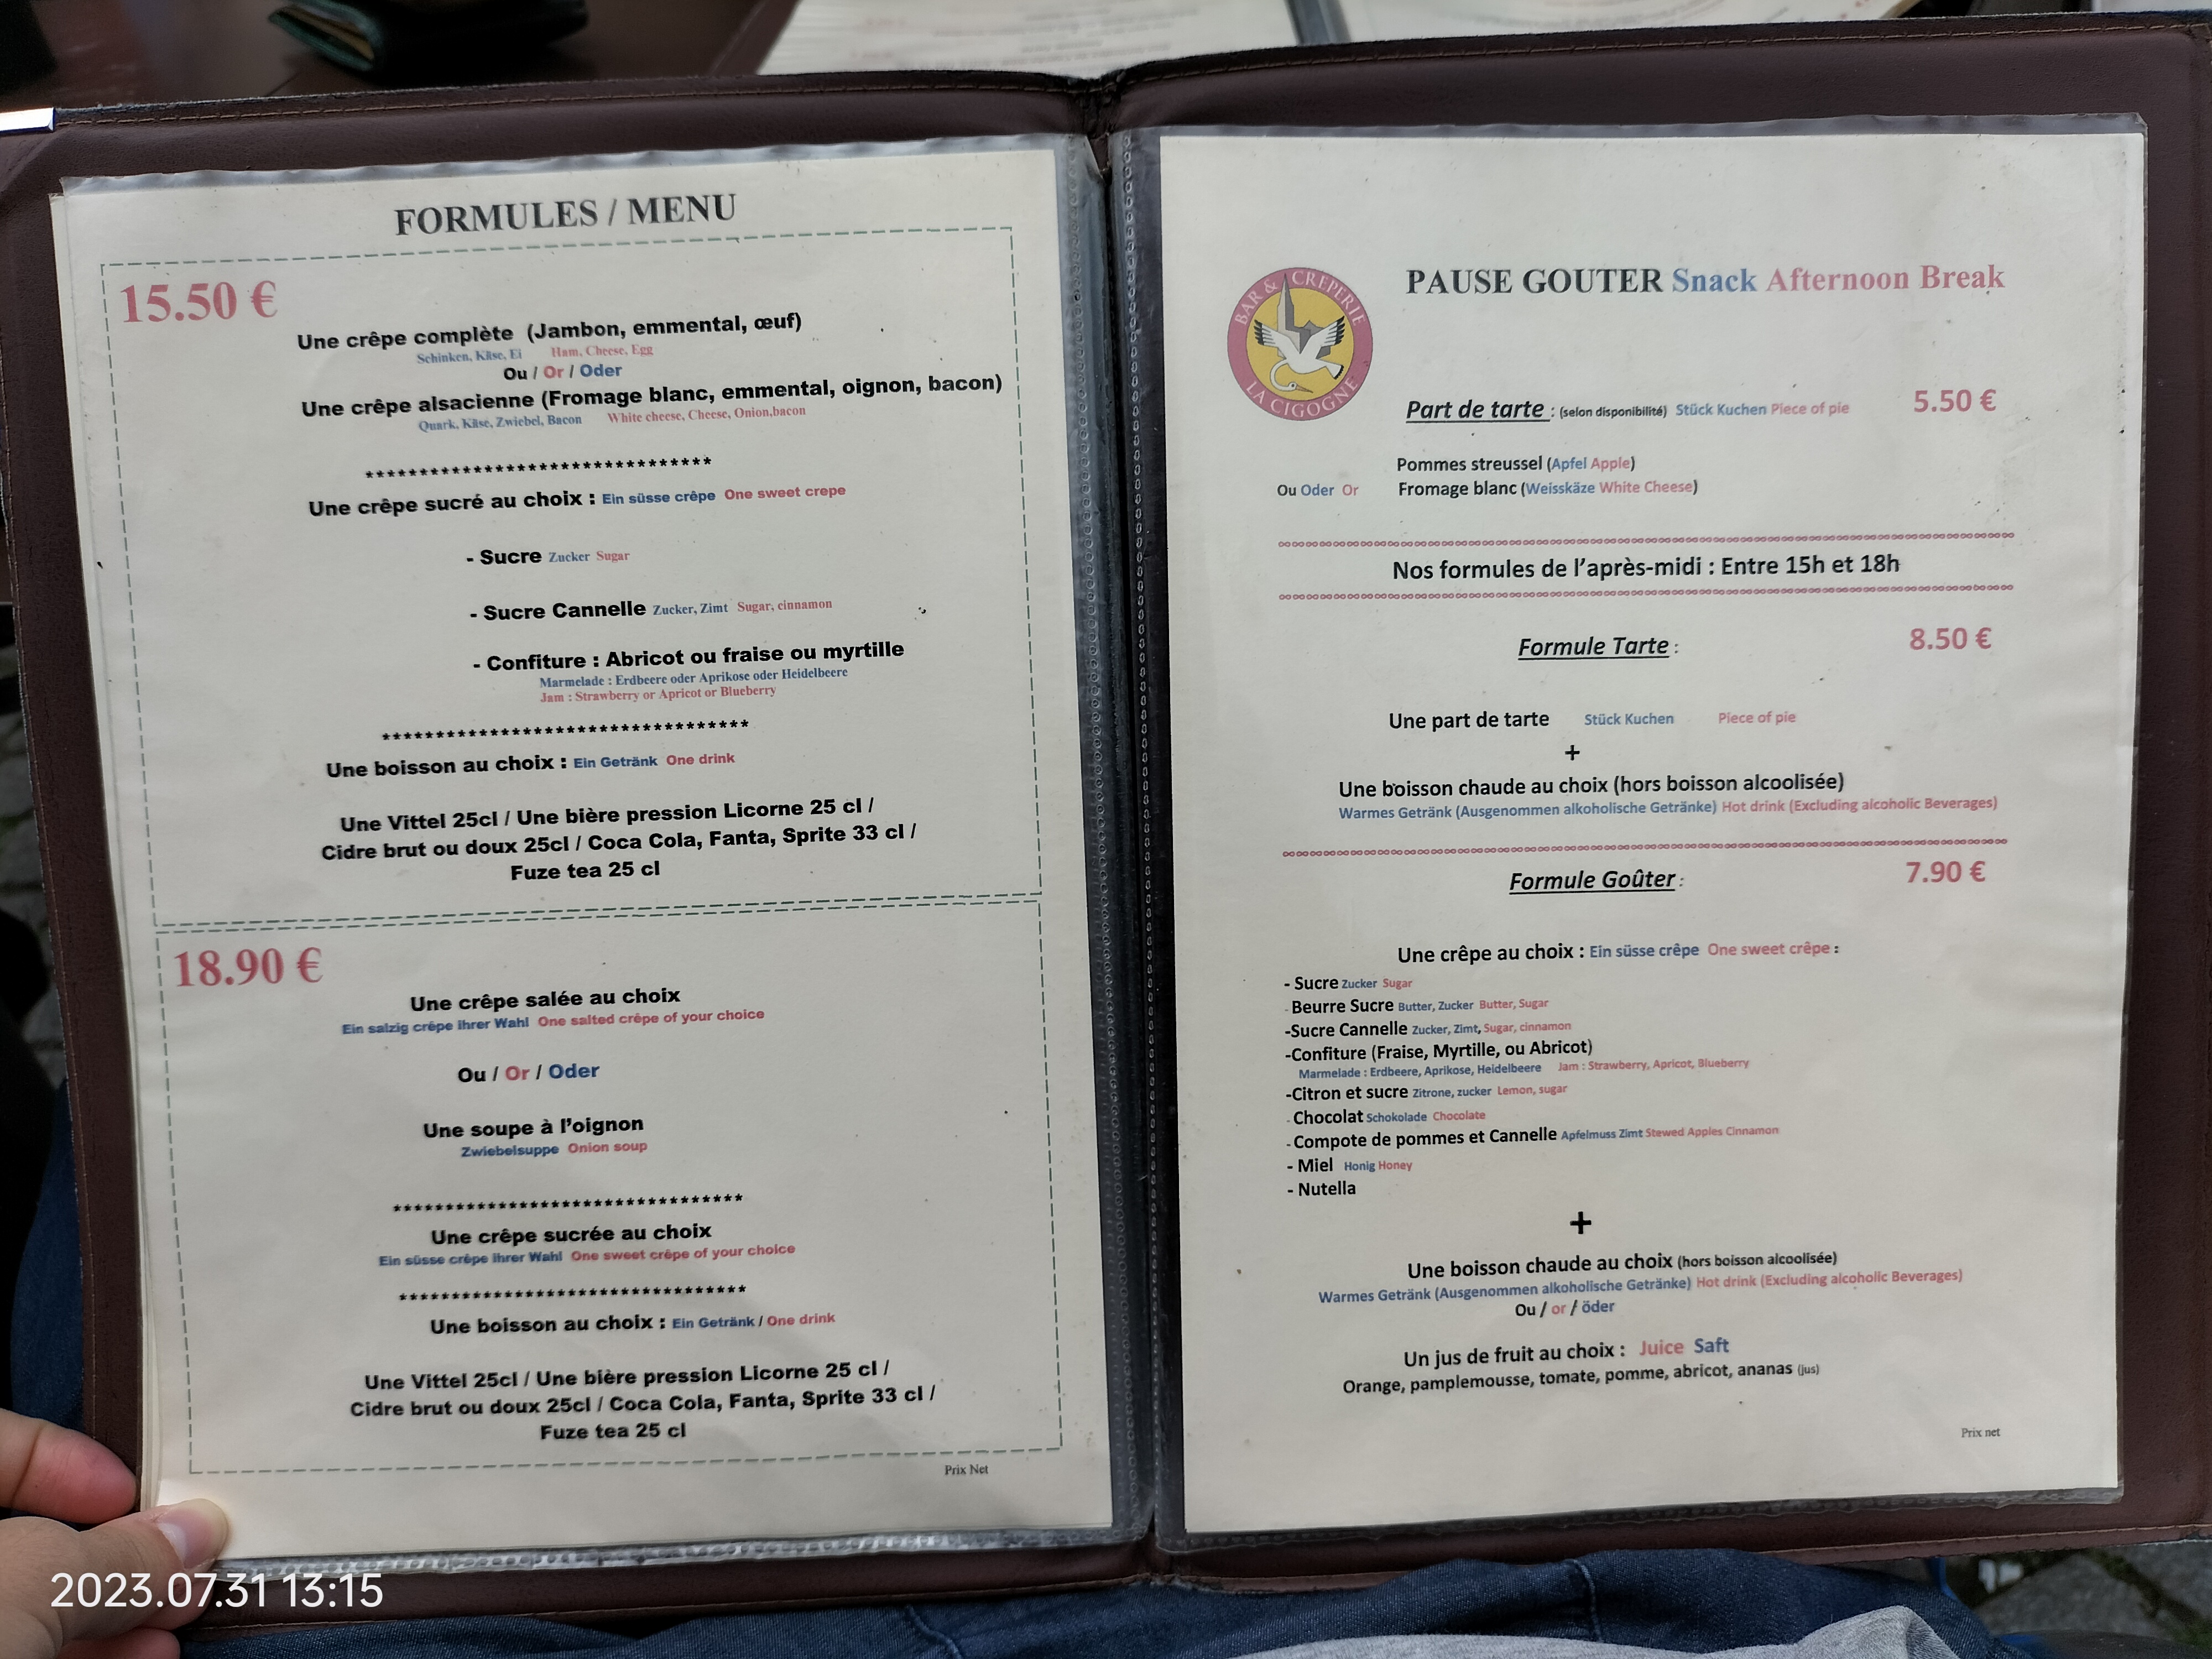 FORMULES / MENU
15.50 €
Une crêpe complète (Jambon, emmental, œuf)
Schinken, Käse, Ei Ham, Cheese, Egg
Ou / Or / Oder
Une crêpe alsacienne (Fromage blanc, emmental, oignon, bacon)
Quark, Käse, Zwiebel, Bacon White cheese, Cheese, Onion,bacon
********************************
Une crêpe sucré au choix : Ein süsse crêpe One sweet crepe
- Sucre Zucker Sugar
- Sucre Cannelle Zucker, Zimt Sugar, cinnamon
- Confiture : Abricot ou fraise ou myrtille
Marmelade : Erdbeere oder Aprikose oder Heidelbeere
Jam : Strawberry or Apricot or Blueberry
**********************************
Une boisson au choix : Ein Getränk One drink
Une Vittel 25cl / Une bière pression Licorne 25 cl /
Cidre brut ou doux 25cl / Coca Cola, Fanta, Sprite 33 cl /
Fuze tea 25 cl
18.90 €
Une crêpe salée au choix
Ein salzig crêpe ihrer Wahl One salted crêpe of your choice
Ou / Or / Oder
Une soupe à l'oignon
Zwiebelsuppe Onion soup
*********************************
Une crêpe sucrée au choix
Ein süsse crêpe ihrer Wahl One sweet crêpe of your choice
*********************************
Une boisson au choix : Ein Getränk / One drink
Une Vittel 25cl / Une bière pression Licorne 25 cl /
Cidre brut ou doux 25cl / Coca Cola, Fanta, Sprite 33 cl /
Fuze tea 25 cl
Prix Net
BAR & CREPERIE
LA CIGOGNE
PAUSE GOUTER Snack Afternoon Break
Part de tarte : (selon disponibilité) Stück Kuchen Piece of pie 5.50 €
Pommes streussel (Apfel Apple)
Ou Oder Or Fromage blanc (Weisskäze White Cheese)
Nos formules de l'après-midi : Entre 15h et 18h
Formule Tarte : 8.50 €
Une part de tarte Stück Kuchen Piece of pie
+
Une boisson chaude au choix (hors boisson alcoolisée)
Warmes Getränk (Ausgenommen alkoholische Getränke) Hot drink (Excluding alcoholic Beverages)
Formule Goûter : 7.90 €
Une crêpe au choix : Ein süsse crêpe One sweet crêpe :
- Sucre Zucker Sugar
- Beurre Sucre Butter, Zucker Butter, Sugar
-Sucre Cannelle Zucker, Zimt, Sugar, cinnamon
-Confiture (Fraise, Myrtille, ou Abricot)
Marmelade : Erdbeere, Aprikose, Heidelbeere Jam : Strawberry, Apricot, Blueberry
-Citron et sucre Zitrone, zucker Lemon, sugar
- Chocolat Schokolade Chocolate
- Compote de pommes et Cannelle Apfelmuss Zimt Stewed Apples Cinnamon
- Miel Honig Honey
- Nutella
+
Une boisson chaude au choix (hors boisson alcoolisée)
Warmes Getränk (Ausgenommen alkoholische Getränke) Hot drink (Excluding alcoholic Beverages)
Ou / or / öder
Un jus de fruit au choix : Juice Saft
Orange, pamplemousse, tomate, pomme, abricot, ananas (jus)
Prix net
2023.07.31 13:15